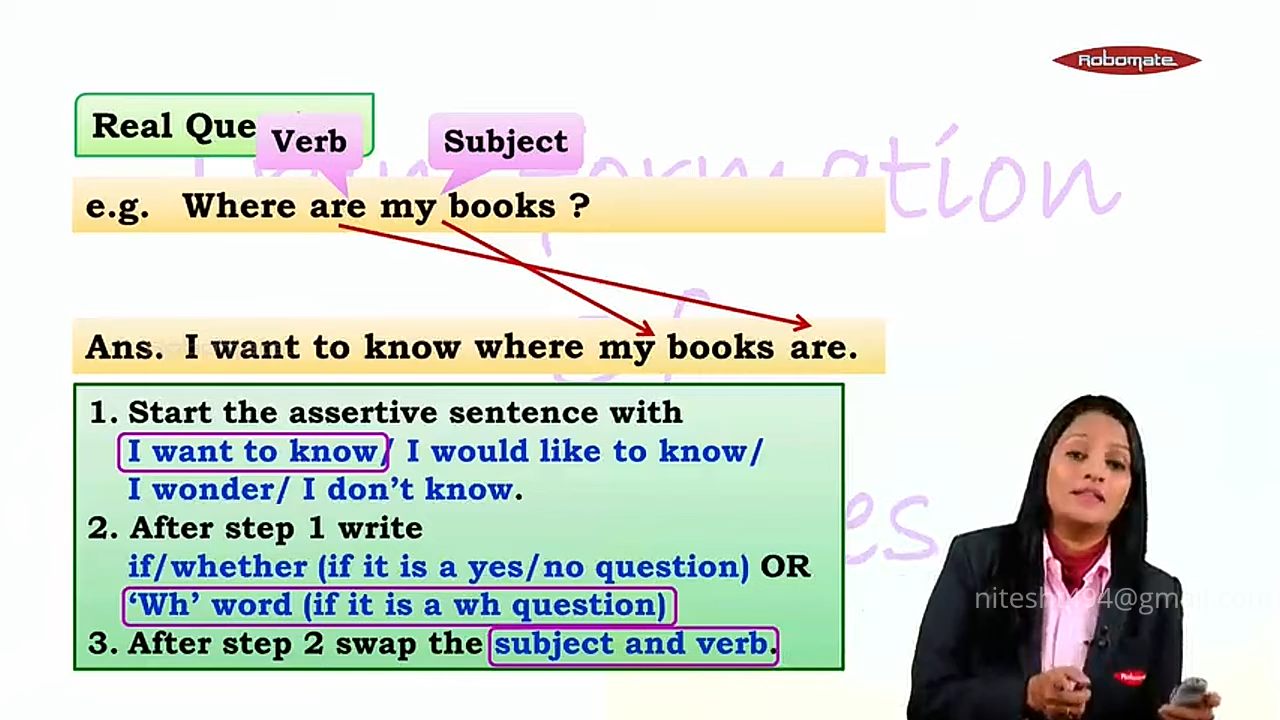 Robomate
Real Que
Verb
Subject
e.g. Where are my books ?
Ans. I want to know where my books are.
1. Start the assertive sentence with
I want to know/ I would like to know/
I wonder/ I don't know.
2. After step 1 write
if/whether (if it is a yes/no question) OR
'Wh' word (if it is a wh question)
3. After step 2 swap the subject and verb.